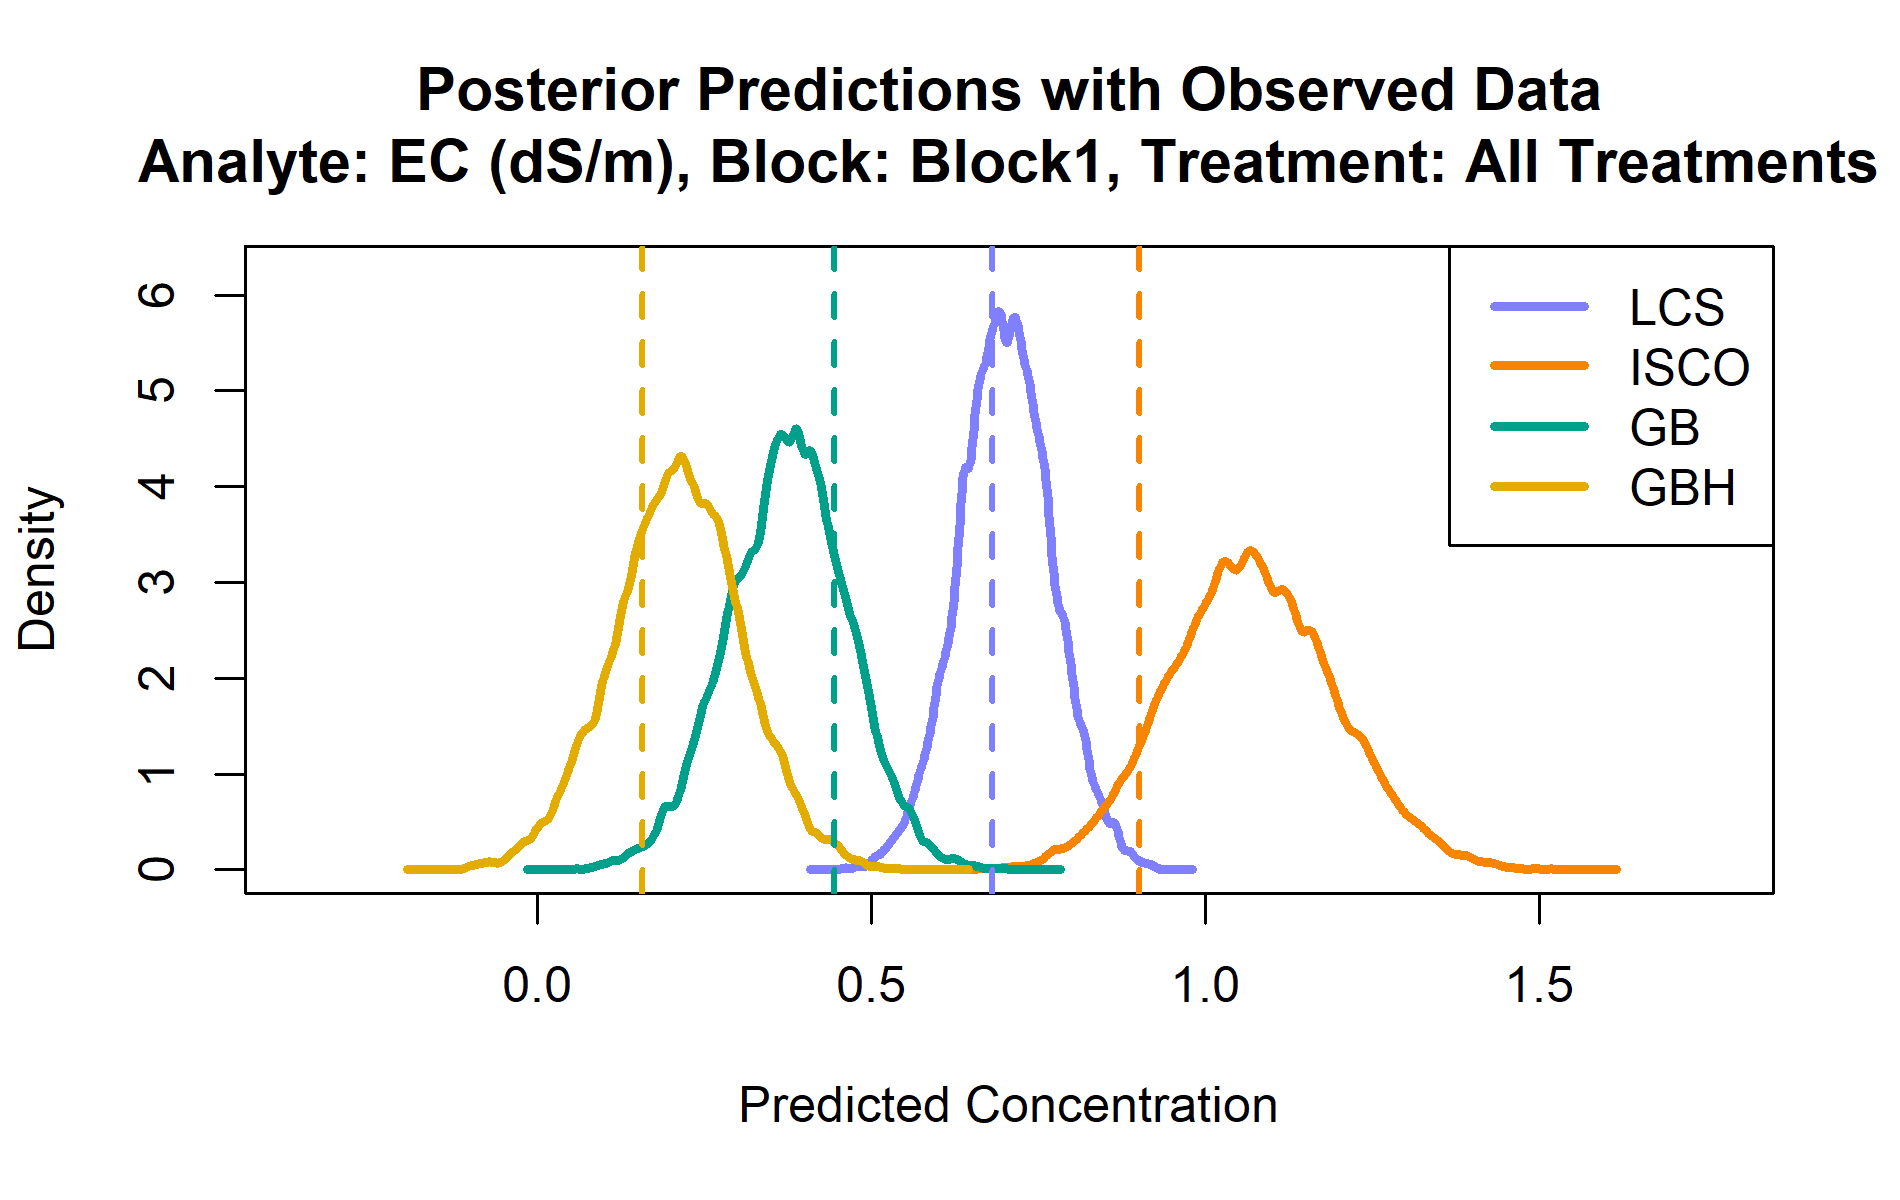 Posterior Predictions with Observed Data
Analyte: EC (dS/m), Block: Block1, Treatment: All Treatments
LCS
ISCO
GB
GBH
Density
6
5
4
3
2
1
0
0.0 0.5 1.0 1.5
Predicted Concentration